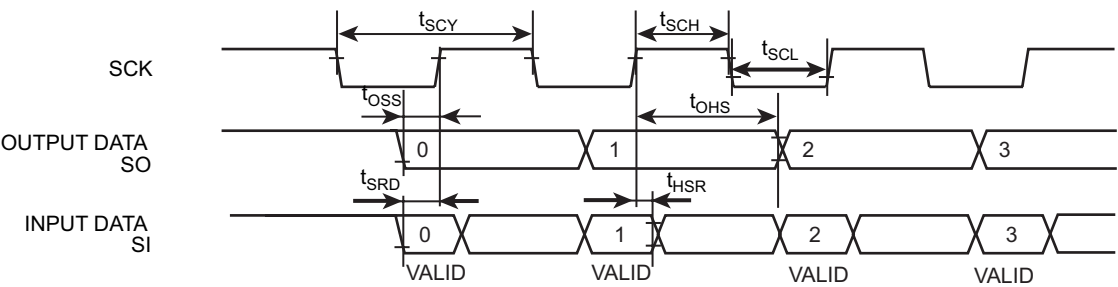 tSCY
tSCH
tSCL
SCK
tOSS
tOHS
OUTPUT DATA
SO
0 1 2 3
tSRD
tHSR
INPUT DATA
SI
0 1 2 3
VALID VALID VALID VALID